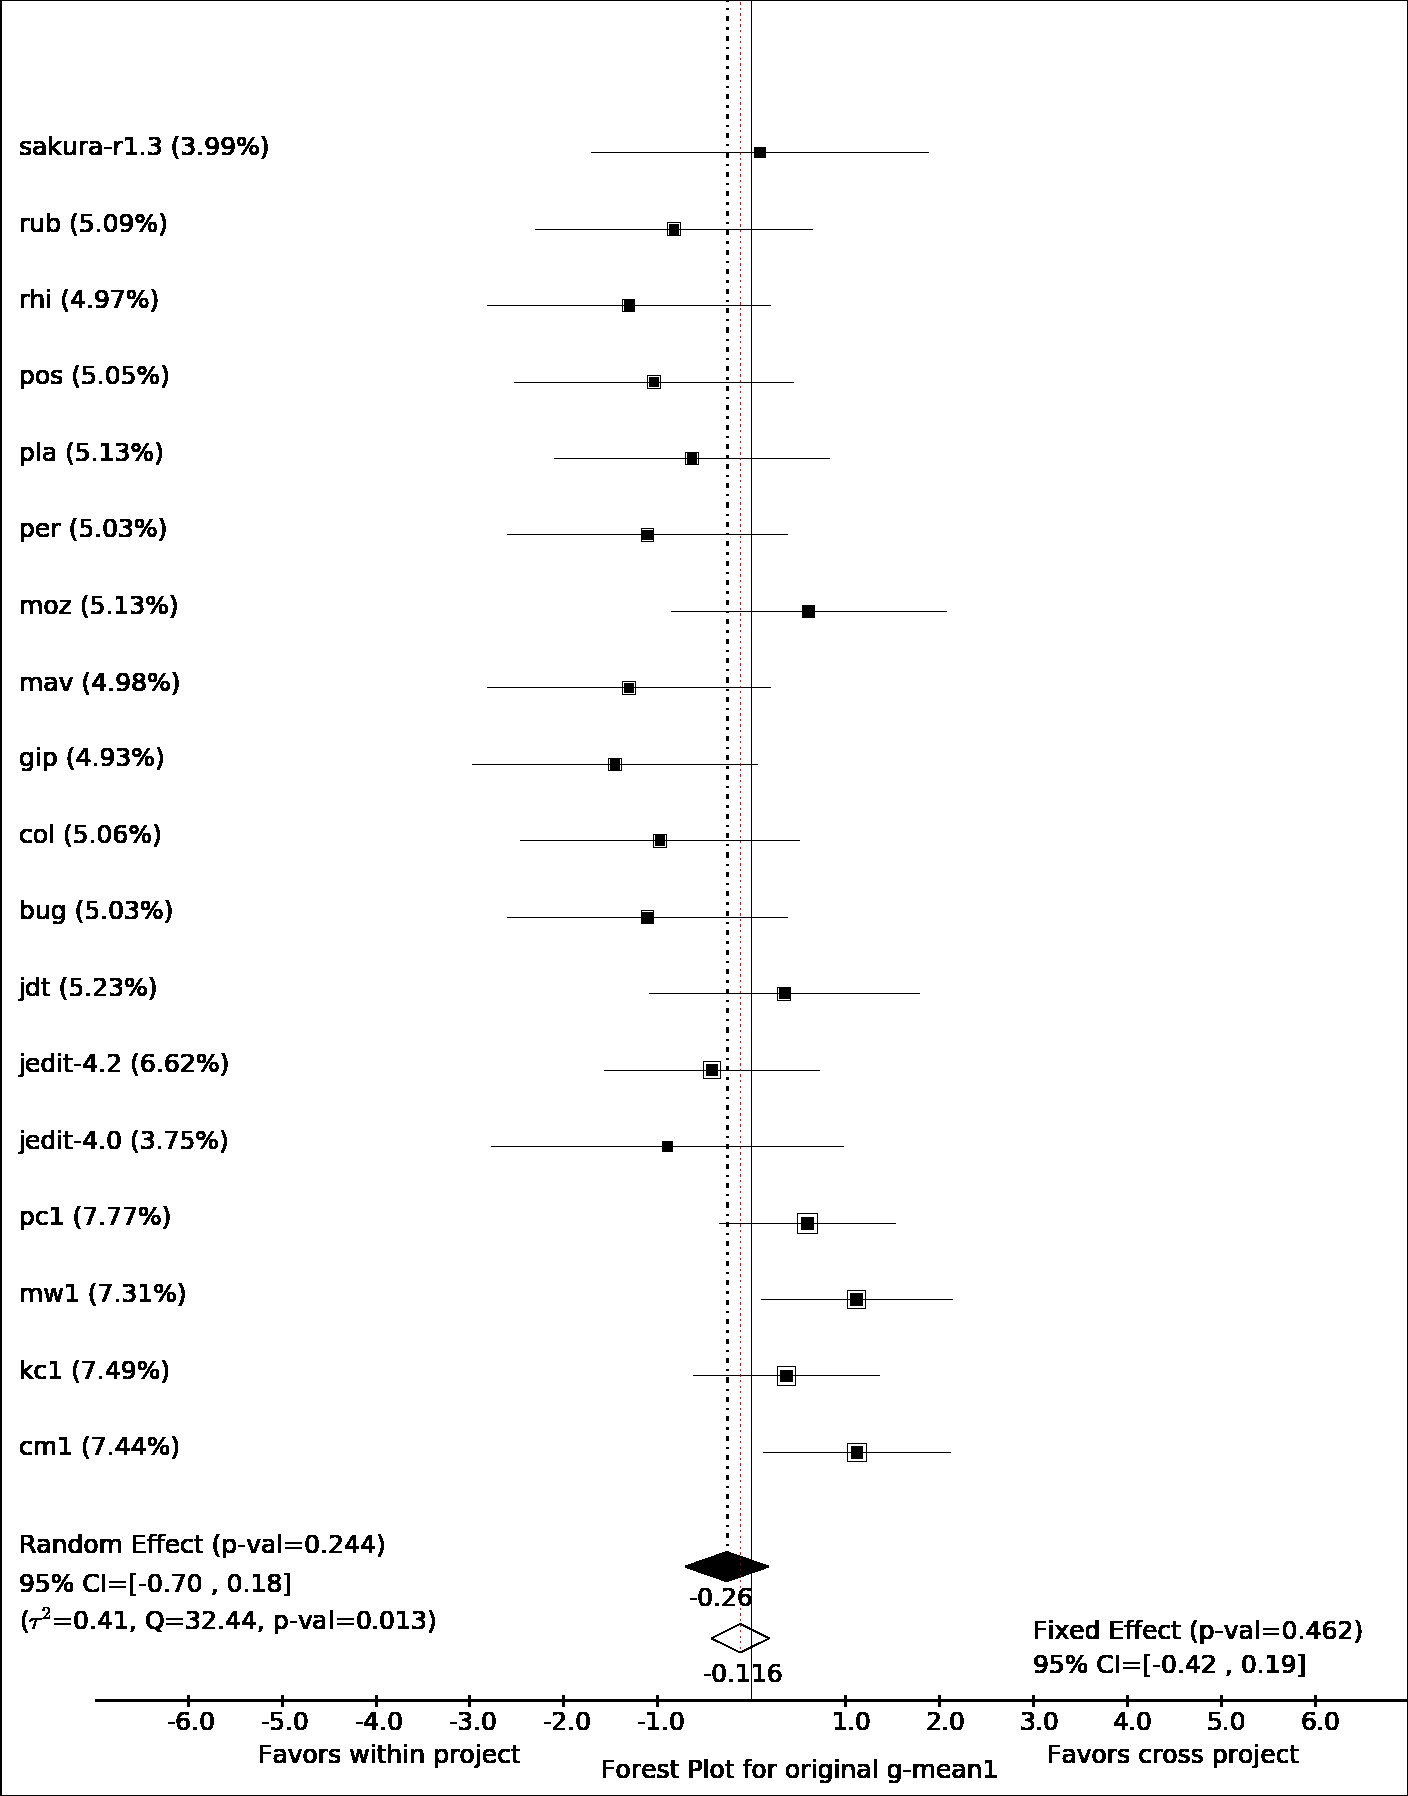 sakura-r1.3 (3.99%)
rub (5.09%)
rhi (4.97%)
pos (5.05%)
pla (5.13%)
per (5.03%)
moz (5.13%)
mav (4.98%)
gip (4.93%)
col (5.06%)
bug (5.03%)
jdt (5.23%)
jedit-4.2 (6.62%)
jedit-4.0 (3.75%)
pc1 (7.77%)
mw1 (7.31%)
kc1 (7.49%)
cm1 (7.44%)
Random Effect (p-val=0.244)
95% CI=[-0.70 , 0.18]
(τ²=0.41, Q=32.44, p-val=0.013)
-0.26
Fixed Effect (p-val=0.462)
95% CI=[-0.42 , 0.19]
-0.116
-6.0 -5.0 -4.0 -3.0 -2.0 -1.0 1.0 2.0 3.0 4.0 5.0 6.0
Favors within project
Favors cross project
Forest Plot for original g-mean1